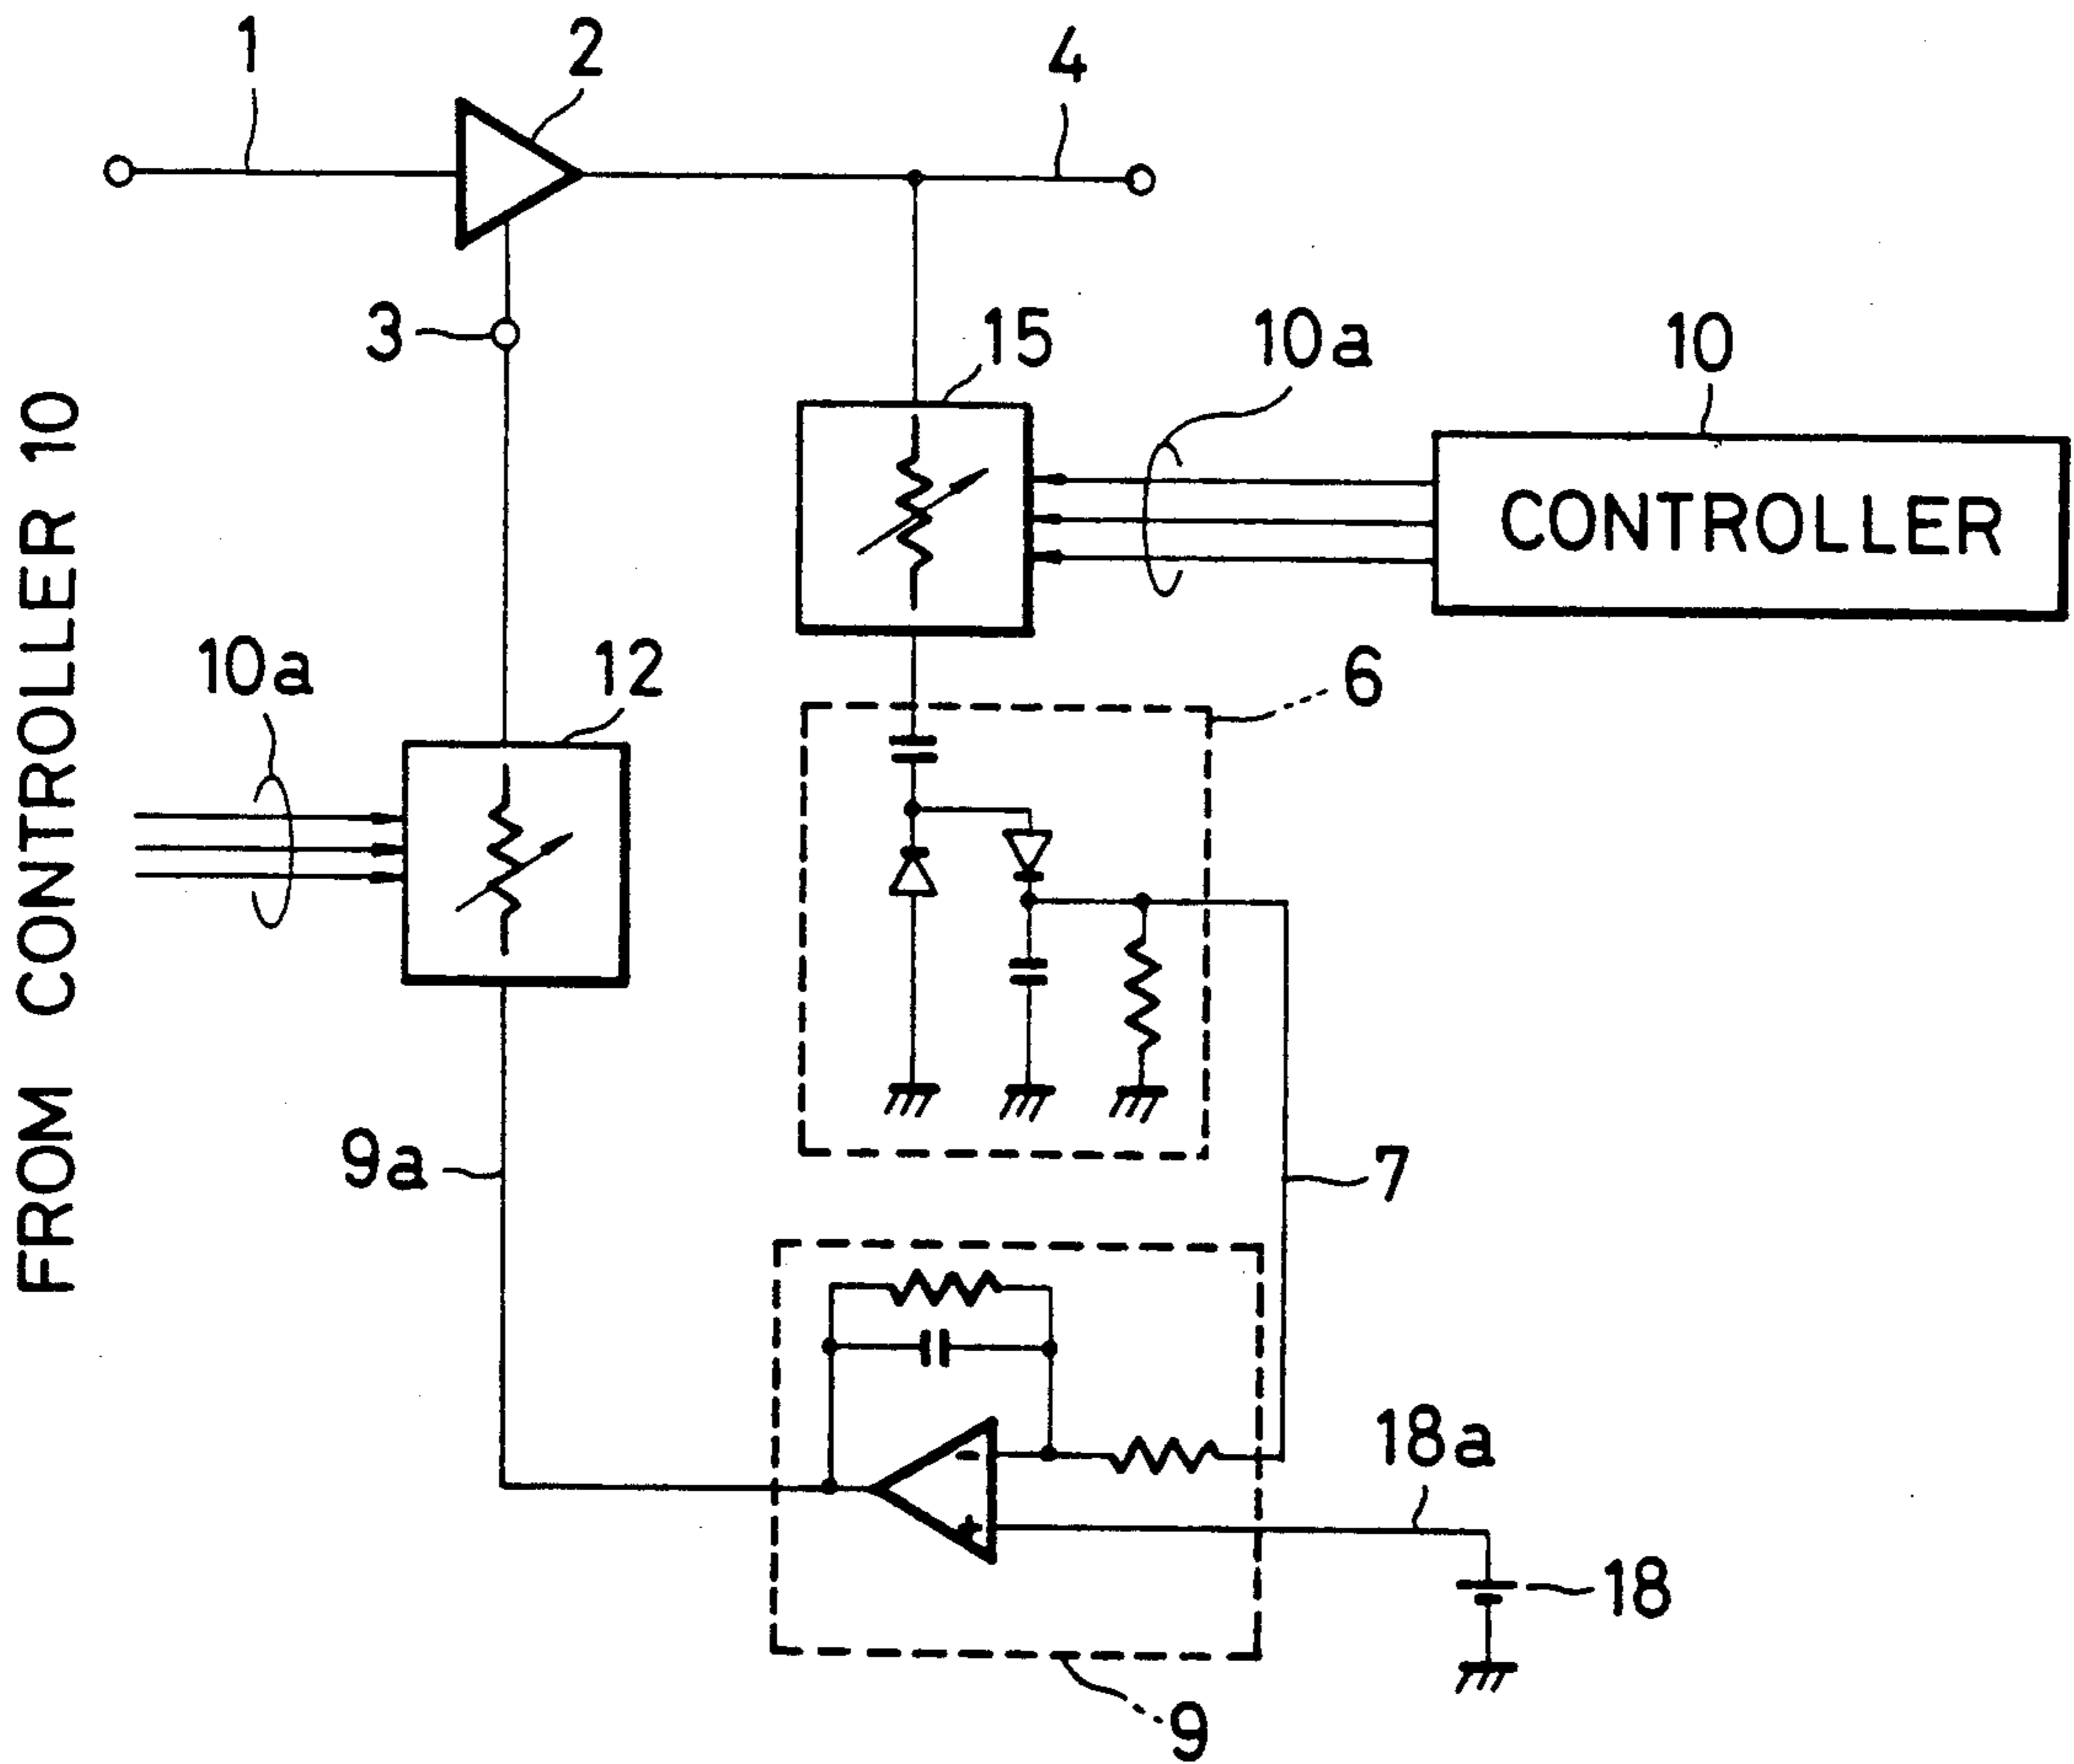 1
2
4
3
15
10a
10
CONTROLLER
FROM CONTROLLER 10
10a
12
6
9a
7
-
+
18a
18
9